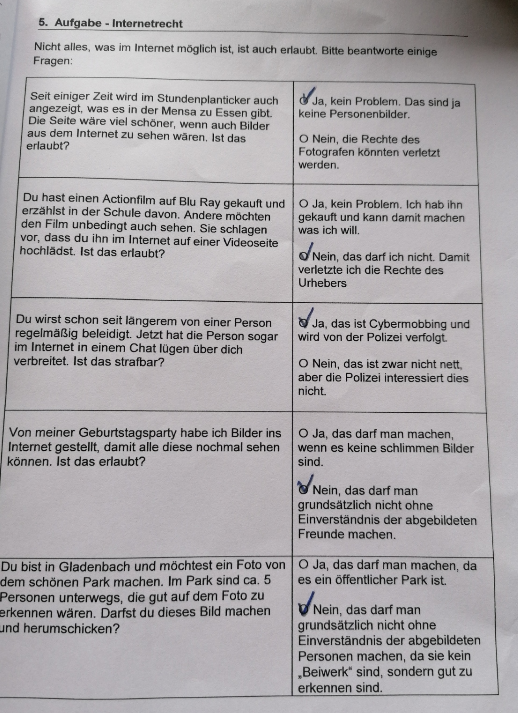 5. Aufgabe - Internetrecht
Nicht alles, was im Internet möglich ist, ist auch erlaubt. Bitte beantworte einige
Fragen:
Seit einiger Zeit wird im Stundenplanticker auch
angezeigt, was es in der Mensa zu Essen gibt.
Die Seite wäre viel schöner, wenn auch Bilder
aus dem Internet zu sehen wären. Ist das
erlaubt?
O Ja, kein Problem. Das sind ja
keine Personenbilder.
O Nein, die Rechte des
Fotografen könnten verletzt
werden.
Du hast einen Actionfilm auf Blu Ray gekauft und
erzählst in der Schule davon. Andere möchten
den Film unbedingt auch sehen. Sie schlagen
vor, dass du ihn im Internet auf einer Videoseite
hochlädst. Ist das erlaubt?
O Ja, kein Problem. Ich hab ihn
gekauft und kann damit machen
was ich will.
O Nein, das darf ich nicht. Damit
verletzte ich die Rechte des
Urhebers
Du wirst schon seit längerem von einer Person
regelmäßig beleidigt. Jetzt hat die Person sogar
im Internet in einem Chat lügen über dich
verbreitet. Ist das strafbar?
O Ja, das ist Cybermobbing und
wird von der Polizei verfolgt.
O Nein, das ist zwar nicht nett,
aber die Polizei interessiert dies
nicht.
Von meiner Geburtstagsparty habe ich Bilder ins
Internet gestellt, damit alle diese nochmal sehen
können. Ist das erlaubt?
O Ja, das darf man machen,
wenn es keine schlimmen Bilder
sind.
O Nein, das darf man
grundsätzlich nicht ohne
Einverständnis der abgebildeten
Freunde machen.
Du bist in Gladenbach und möchtest ein Foto von
dem schönen Park machen. Im Park sind ca. 5
Personen unterwegs, die gut auf dem Foto zu
erkennen wären. Darfst du dieses Bild machen
und herumschicken?
O Ja, das darf man machen, da
es ein öffentlicher Park ist.
O Nein, das darf man
grundsätzlich nicht ohne
Einverständnis der abgebildeten
Personen machen, da sie kein
„Beiwerk“ sind, sondern gut zu
erkennen sind.